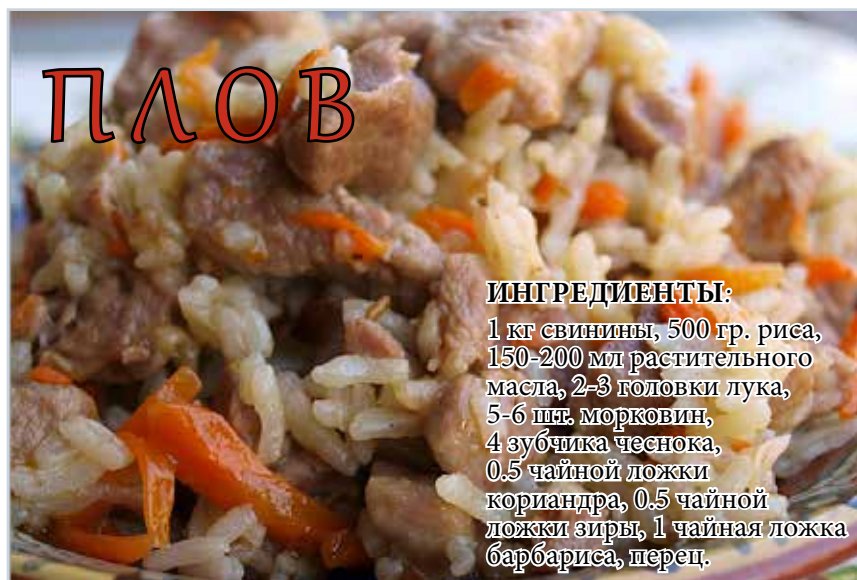 ПЛОВ
ИНГРЕДИЕНТЫ:
1 кг свинины, 500 гр. риса,
150-200 мл растительного
масла, 2-3 головки лука,
5-6 шт. морковин,
4 зубчика чеснока,
0.5 чайной ложки
кориандра, 0.5 чайной
ложки зиры, 1 чайная ложка
барбариса, перец.